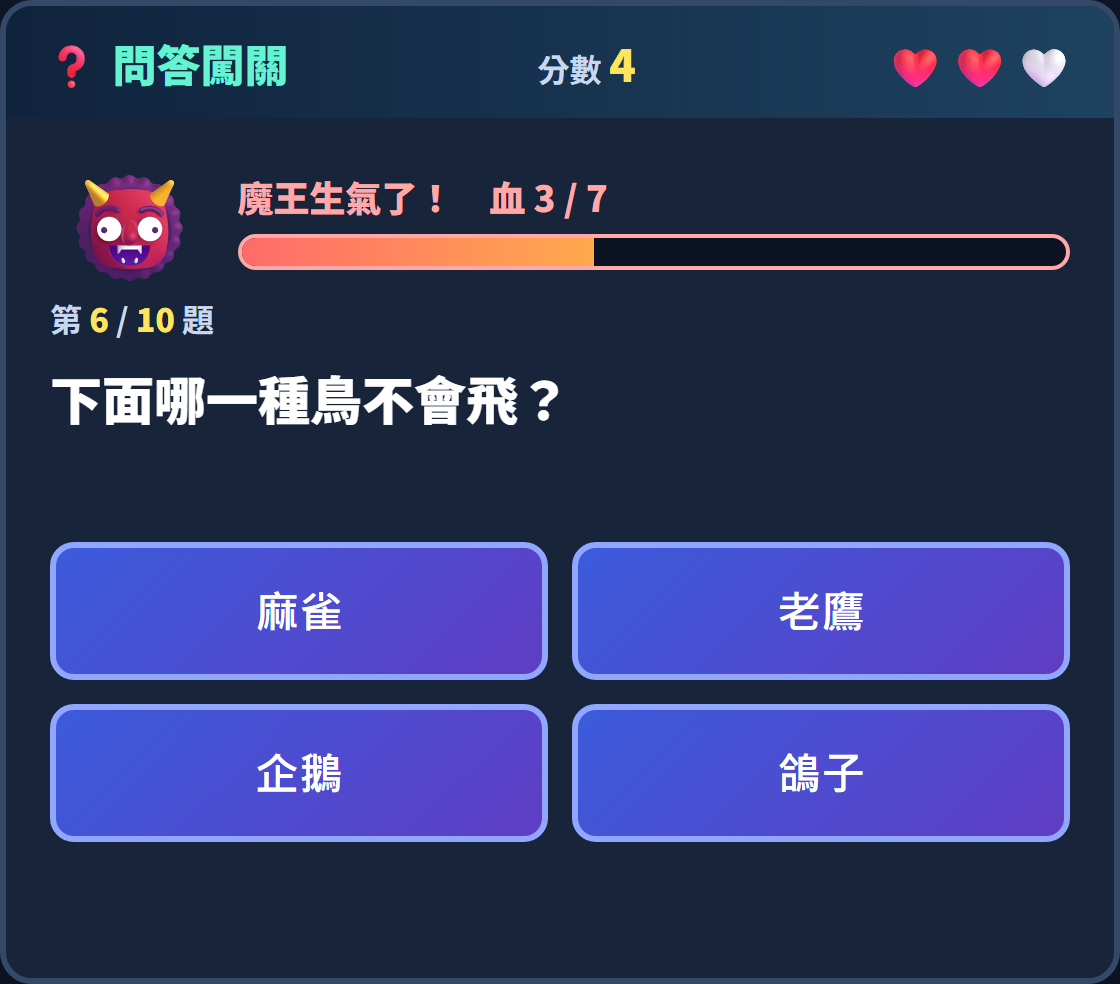 ❓ 問答闖關
分數 4
魔王生氣了！ 血 3 / 7
第 6 / 10 題
下面哪一種鳥不會飛？
麻雀
老鷹
企鵝
鴿子